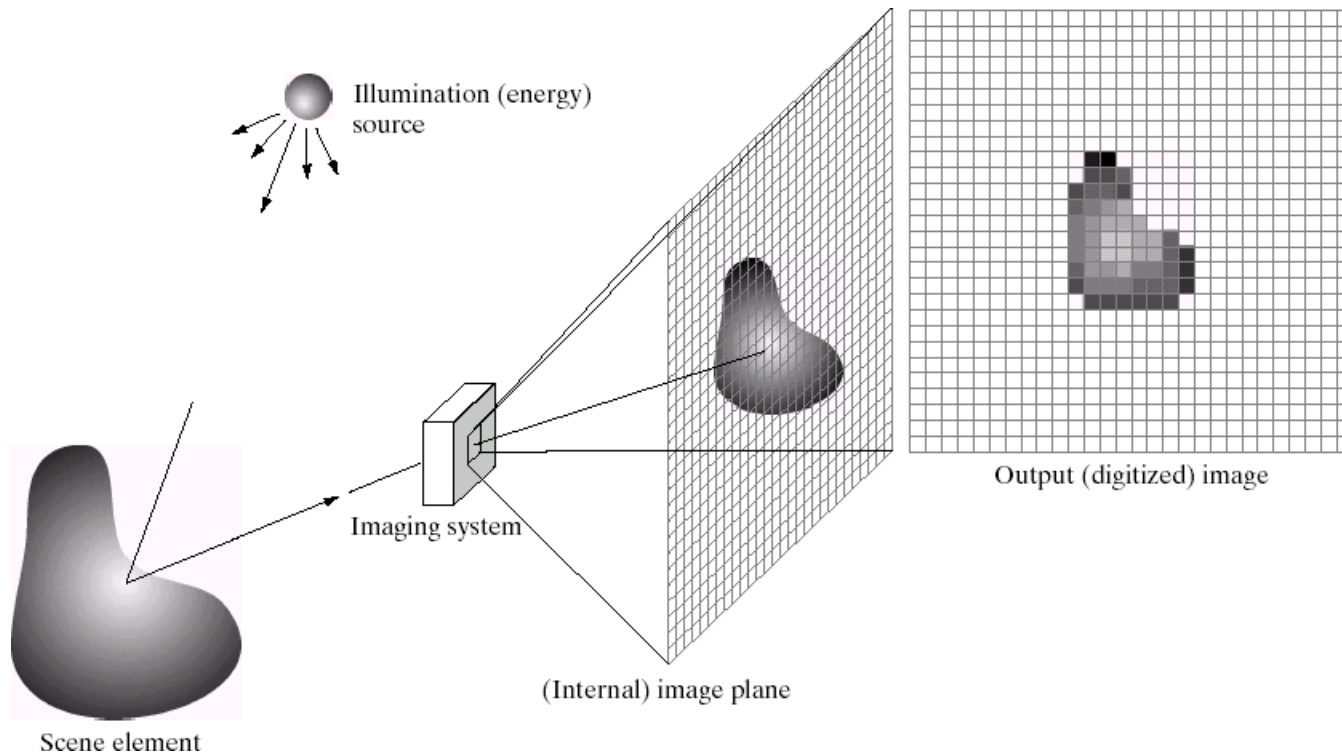 Illumination (energy)
source
Output (digitized) image
Imaging system
(Internal) image plane
Scene element